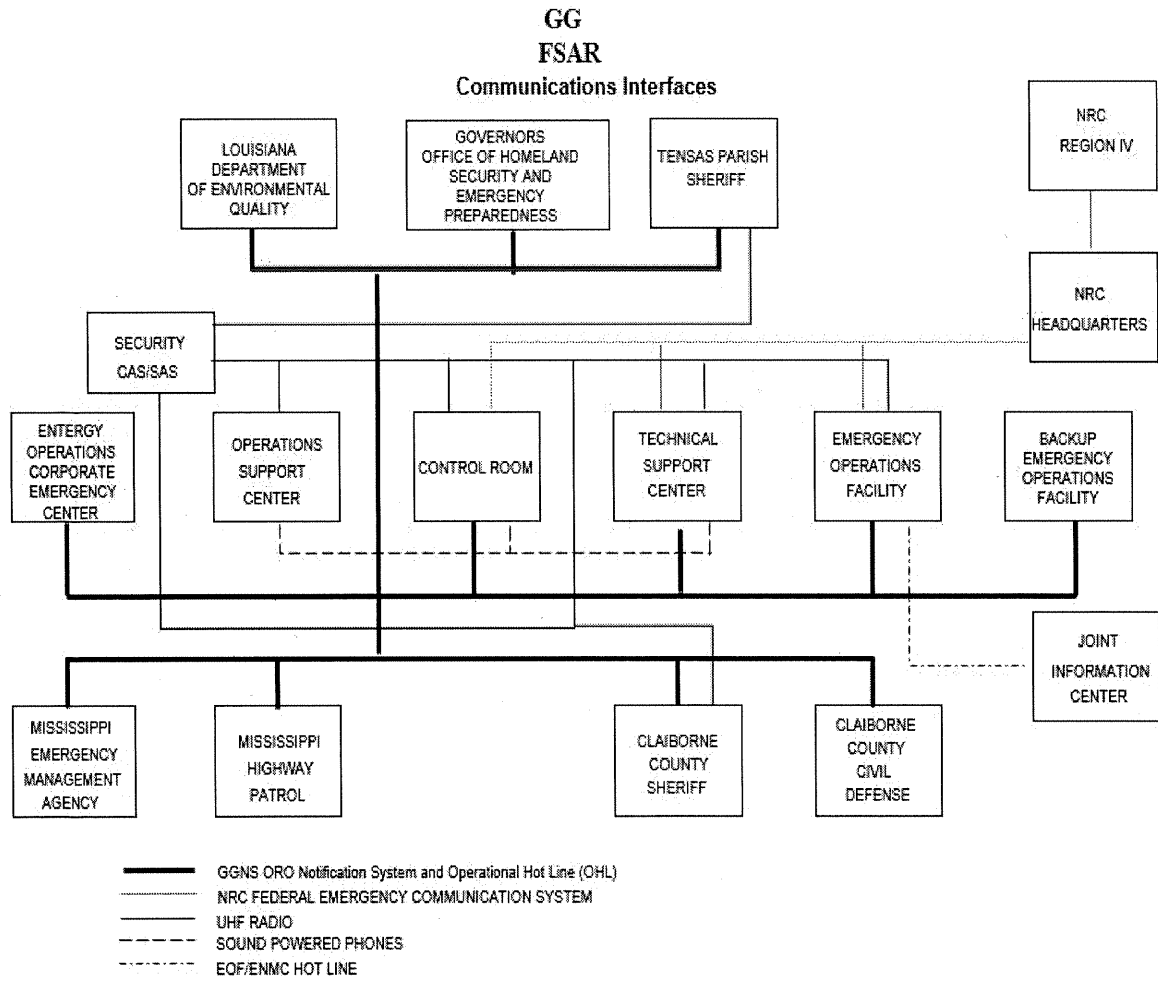 GG
FSAR
Communications Interfaces
LOUISIANA
DEPARTMENT
OF ENVIRONMENTAL
QUALITY
GOVERNORS
OFFICE OF HOMELAND
SECURITY AND
EMERGENCY
PREPAREDNESS
TENSAS PARISH
SHERIFF
NRC
REGION IV
NRC
HEADQUARTERS
SECURITY
CAS/SAS
ENTERGY
OPERATIONS
CORPORATE
EMERGENCY
CENTER
OPERATIONS
SUPPORT
CENTER
CONTROL ROOM
TECHNICAL
SUPPORT
CENTER
EMERGENCY
OPERATIONS
FACILITY
BACKUP
EMERGENCY
OPERATIONS
FACILITY
JOINT
INFORMATION
CENTER
MISSISSIPPI
EMERGENCY
MANAGEMENT
AGENCY
MISSISSIPPI
HIGHWAY
PATROL
CLAIBORNE
COUNTY
SHERIFF
CLAIBORNE
COUNTY
CIVIL
DEFENSE
GGNS ORO Notification System and Operational Hot Line (OHL)
NRC FEDERAL EMERGENCY COMMUNICATION SYSTEM
UHF RADIO
SOUND POWERED PHONES
EOF/ENMC HOT LINE